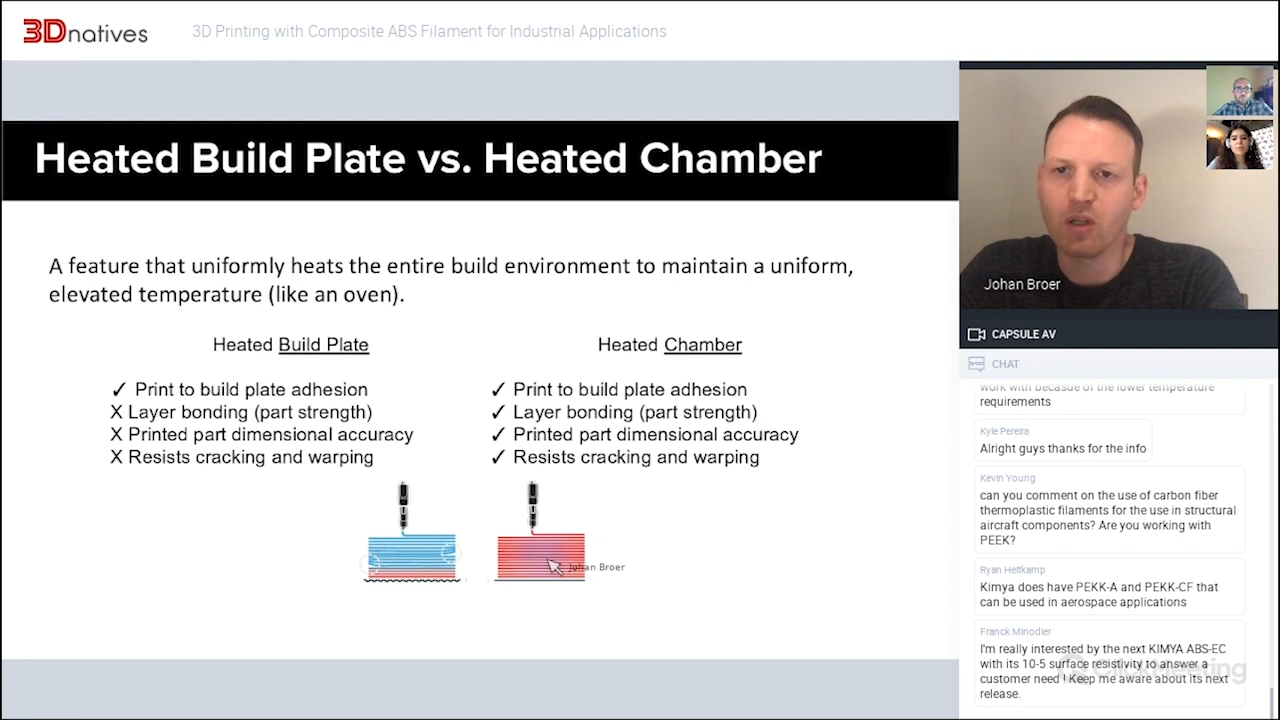 3Dnatives
3D Printing with Composite ABS Filament for Industrial Applications
Heated Build Plate vs. Heated Chamber
A feature that uniformly heats the entire build environment to maintain a uniform,
elevated temperature (like an oven).
Heated Build Plate
✓ Print to build plate adhesion
X Layer bonding (part strength)
X Printed part dimensional accuracy
X Resists cracking and warping
Heated Chamber
✓ Print to build plate adhesion
✓ Layer bonding (part strength)
✓ Printed part dimensional accuracy
✓ Resists cracking and warping
Johan Broer
Johan Broer
CAPSULE AV
CHAT
work with becasue of the lower temperature
requirements
Kyle Pereira
Alright guys thanks for the info
Kevin Young
can you comment on the use of carbon fiber
thermoplastic filaments for the use in structural
aircraft components? Are you working with
PEEK?
Ryan Heitkamp
Kimya does have PEKK-A and PEKK-CF that
can be used in aerospace applications
Franck Minodier
I'm really interested by the next KIMYA ABS-EC
with its 10-5 surface resistivity to answer a
customer need ! Keep me aware about its next
release.
ClickMeeting